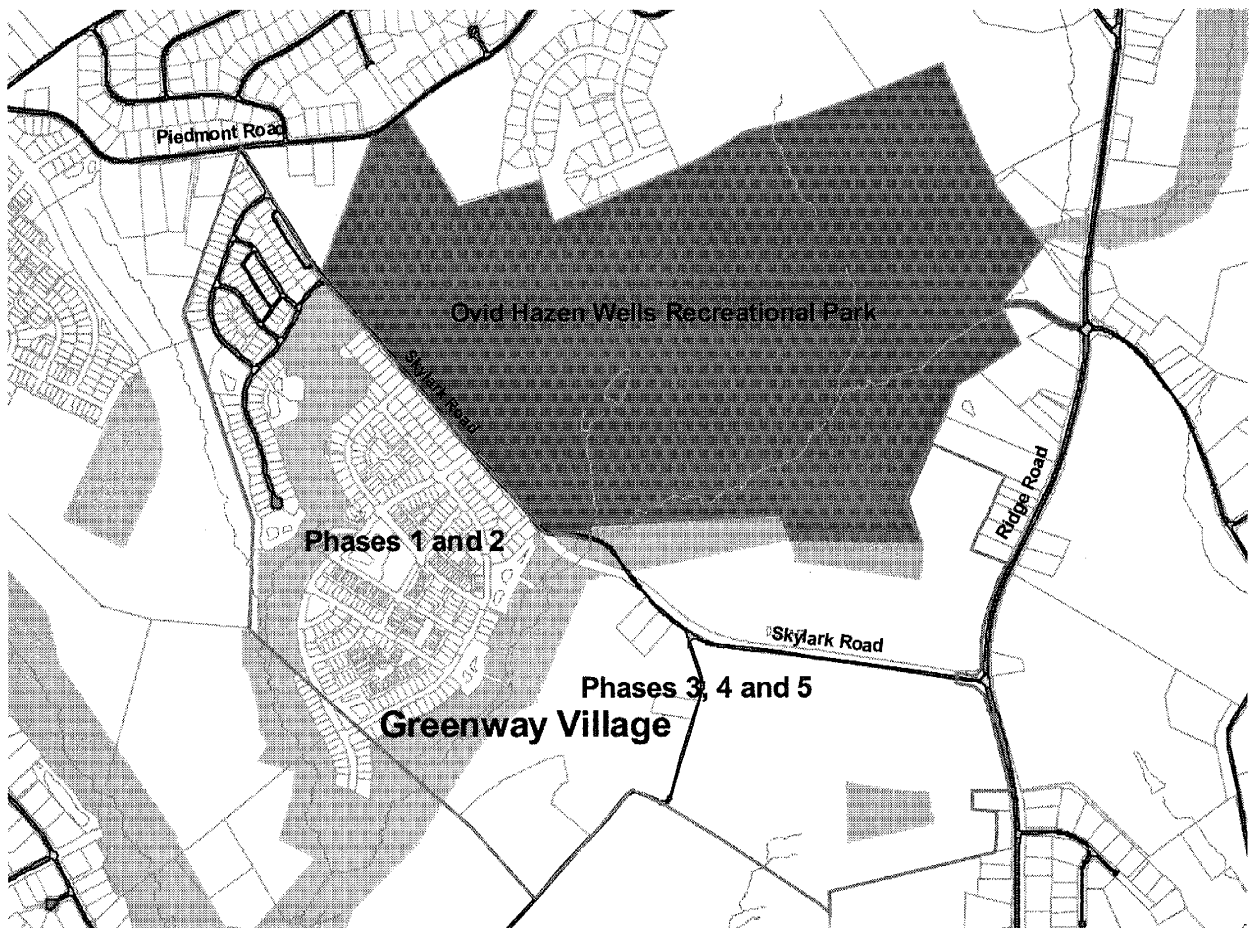 Piedmont Road
Ovid Hazen Wells Recreational Park
Skylark Road
Ridge Road
Phases 1 and 2
Skylark Road
Phases 3, 4 and 5
Greenway Village